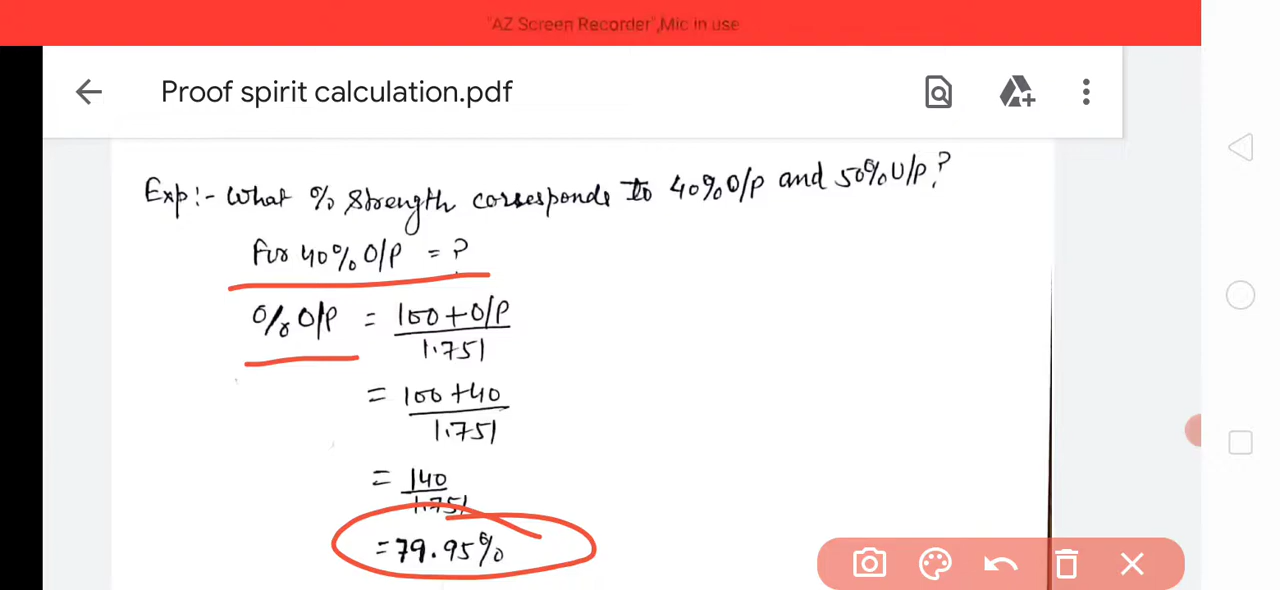 "AZ Screen Recorder",Mic in use
Proof spirit calculation.pdf
Exp:- What % Strength corresponds to 40% O/P and 50% U/P?
For 40% O/P = ?
% O/P = 100 + O/P
1.751
= 100 + 40
1.751
= 140
1.751
= 79.95%